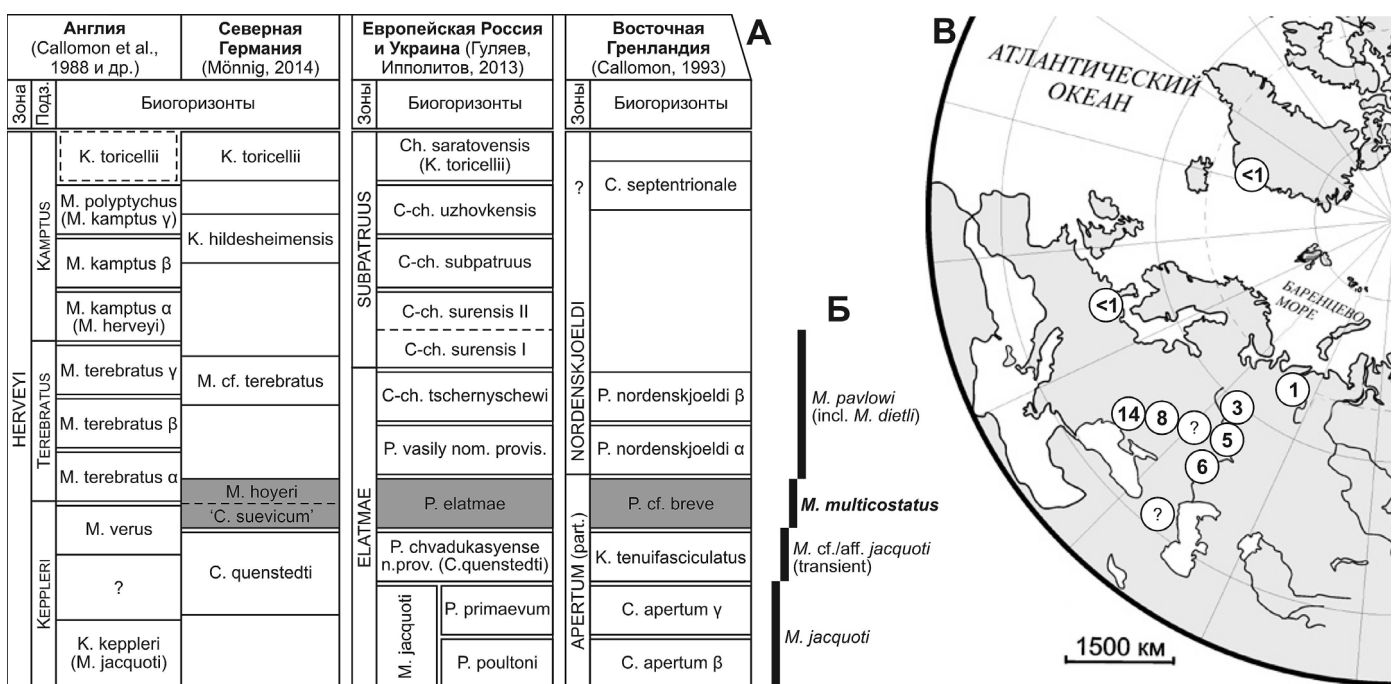 Англия
(Callomon et al.,
1988 и др.)
Северная
Германия
(Mönnig, 2014)
Европейская Россия
и Украина (Гуляев,
Ипполитов, 2013)
Восточная
Гренландия
(Callomon, 1993)
А
Зона
Подз.
Биогоризонты
Зоны
Биогоризонты
Зоны
Биогоризонты
HERVEYI
KAMPTUS
TEREBRATUS
KEPPLERI
K. toricellii
M. polyptychus
(M. kamptus γ)
M. kamptus β
M. kamptus α
(M. herveyi)
M. terebratus γ
M. terebratus β
M. terebratus α
M. verus
?
K. keppleri
(M. jacquoti)
K. toricellii
K. hildesheimensis
M. cf. terebratus
M. hoyeri
‘C. suevicum’
C. quenstedti
SUBPATRUUS
ELATMAE
Ch. saratovensis
(K. toricellii)
C-ch. uzhovkensis
C-ch. subpatruus
C-ch. surensis II
C-ch. surensis I
C-ch. tschernyschewi
P. vasily nom. provis.
P. elatmae
P. chvadukasyense
n.prov. (C.quenstedti)
M. jacquoti
P. primaevum
P. poultoni
?
NORDENSKJOELDI
APERTUM (part.)
C. septentrionale
P. nordenskjoeldi β
P. nordenskjoeldi α
P. cf. breve
K. tenuifasciculatus
C. apertum γ
C. apertum β
Б
M. pavlowi
(incl. M. dietli)
M. multicostatus
M. cf./aff. jacquoti
(transient)
M. jacquoti
В
АТЛАНТИЧЕСКИЙ
ОКЕАН
БАРЕНЦЕВО
МОРЕ
<1
<1
1
14
8
?
3
5
6
?
1500 км